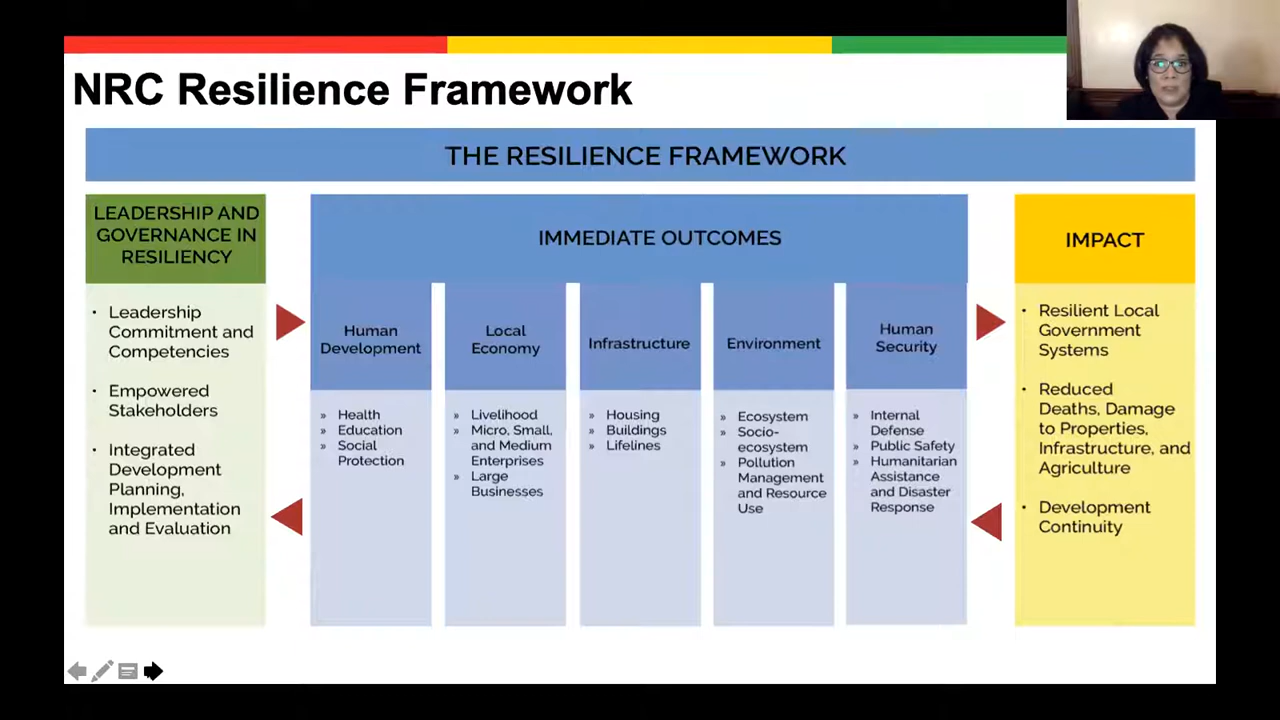 NRC Resilience Framework
THE RESILIENCE FRAMEWORK
LEADERSHIP AND
GOVERNANCE IN
RESILIENCY
• Leadership
Commitment and
Competencies
• Empowered
Stakeholders
• Integrated
Development
Planning,
Implementation
and Evaluation
IMMEDIATE OUTCOMES
Human
Development
» Health
» Education
» Social
Protection
Local
Economy
» Livelihood
» Micro, Small,
and Medium
Enterprises
» Large
Businesses
Infrastructure
» Housing
» Buildings
» Lifelines
Environment
» Ecosystem
» Socio-
ecosystem
» Pollution
Management
and Resource
Use
Human
Security
» Internal
Defense
» Public Safety
» Humanitarian
Assistance
and Disaster
Response
IMPACT
• Resilient Local
Government
Systems
• Reduced
Deaths, Damage
to Properties,
Infrastructure, and
Agriculture
• Development
Continuity